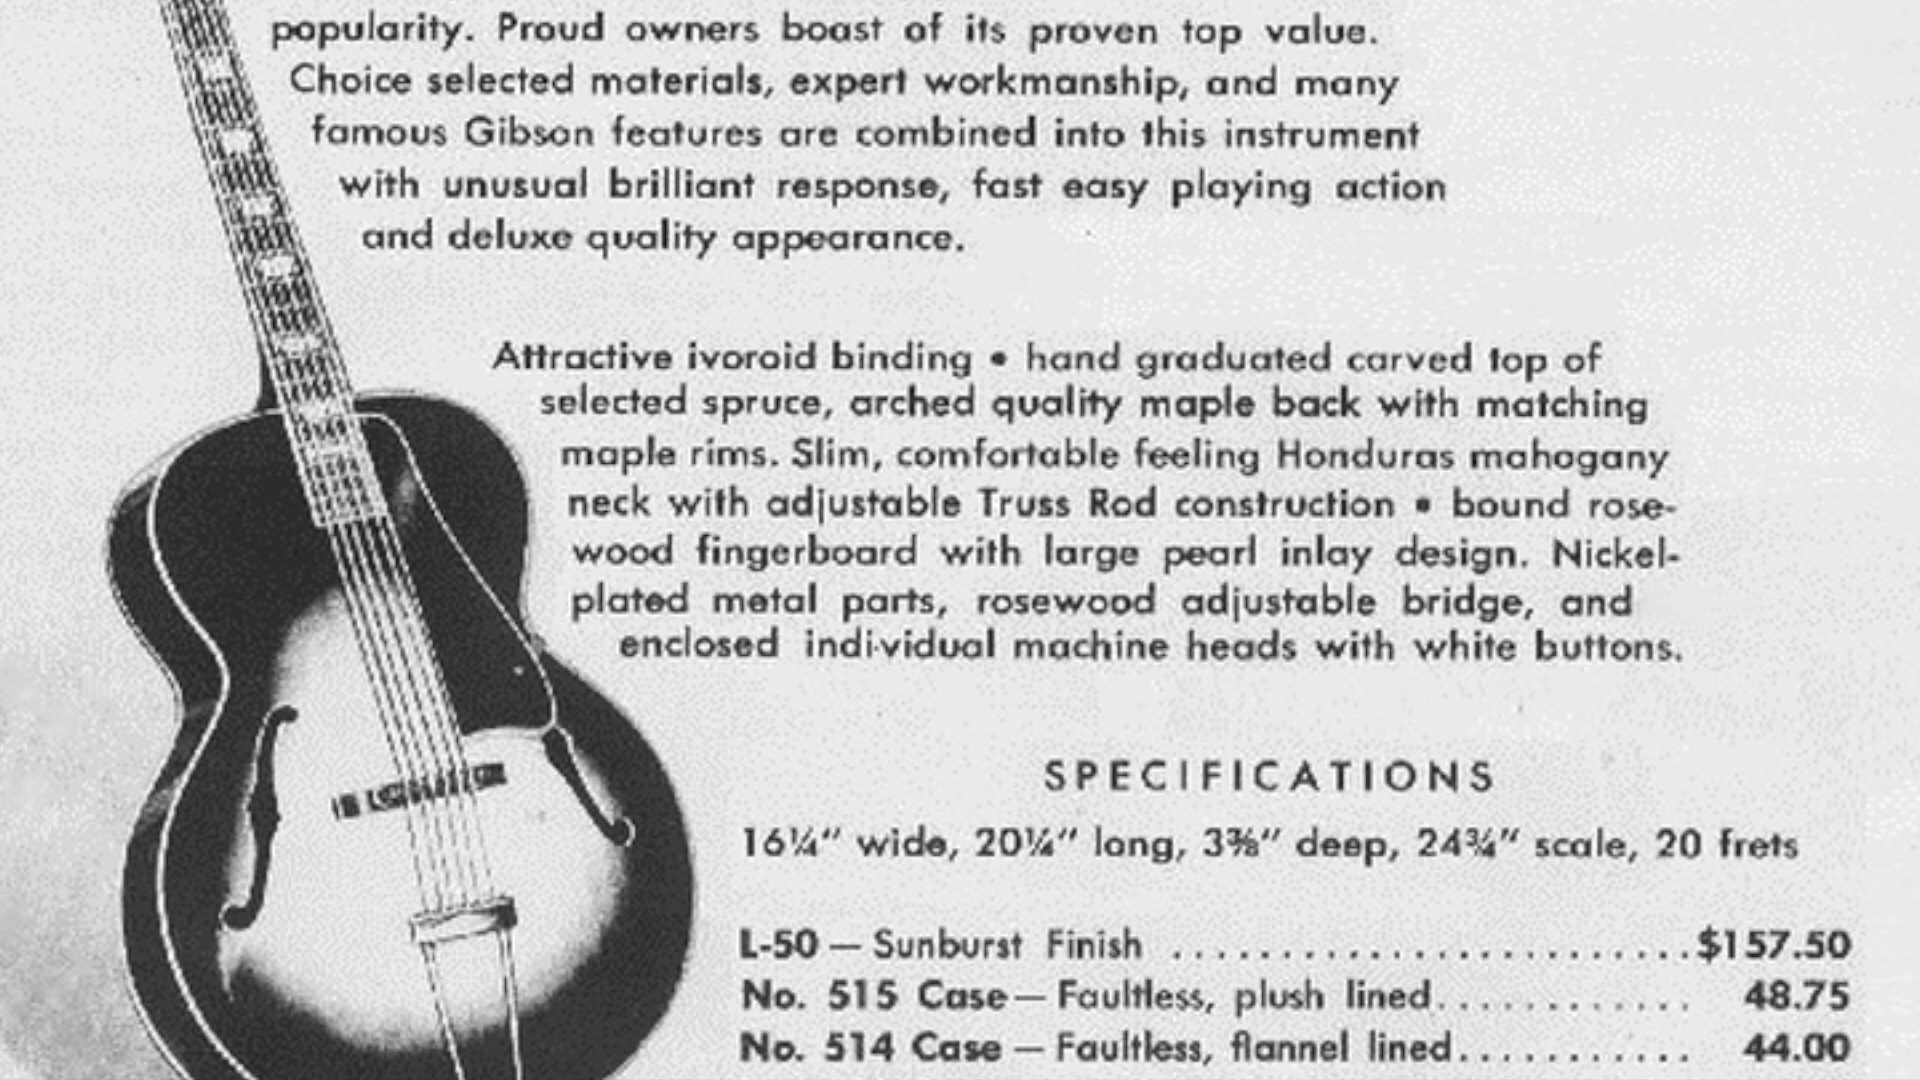 popularity. Proud owners boast of its proven top value.
Choice selected materials, expert workmanship, and many
famous Gibson features are combined into this instrument
with unusual brilliant response, fast easy playing action
and deluxe quality appearance.
Attractive ivoroid binding • hand graduated carved top of
selected spruce, arched quality maple back with matching
maple rims. Slim, comfortable feeling Honduras mahogany
neck with adjustable Truss Rod construction • bound rose-
wood fingerboard with large pearl inlay design. Nickel-
plated metal parts, rosewood adjustable bridge, and
enclosed individual machine heads with white buttons.
SPECIFICATIONS
16¼" wide, 20¼" long, 3⅜" deep, 24¾" scale, 20 frets
L-50 — Sunburst Finish ........................$157.50
No. 515 Case — Faultless, plush lined............ 48.75
No. 514 Case — Faultless, flannel lined........... 44.00